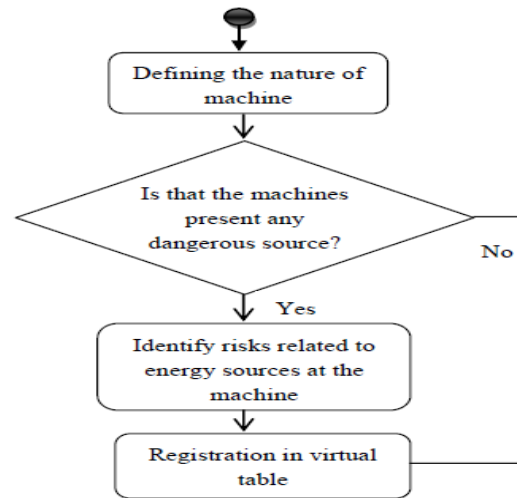 Defining the nature of
machine
Is that the machines
present any
dangerous source?
No
Yes
Identify risks related to
energy sources at the
machine
Registration in virtual
table